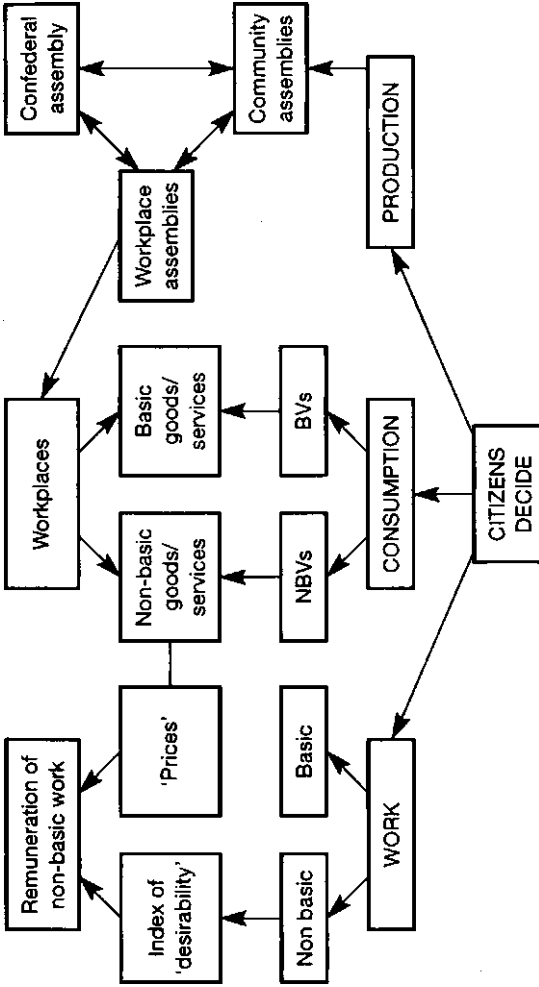 Remuneration of
non-basic work
Workplaces
Confederal
assembly
Index of
'desirability'
'Prices'
Non-basic
goods/
services
Basic
goods/
services
Workplace
assemblies
Community
assemblies
Non basic
Basic
NBVs
BVs
WORK
CONSUMPTION
PRODUCTION
CITIZENS
DECIDE